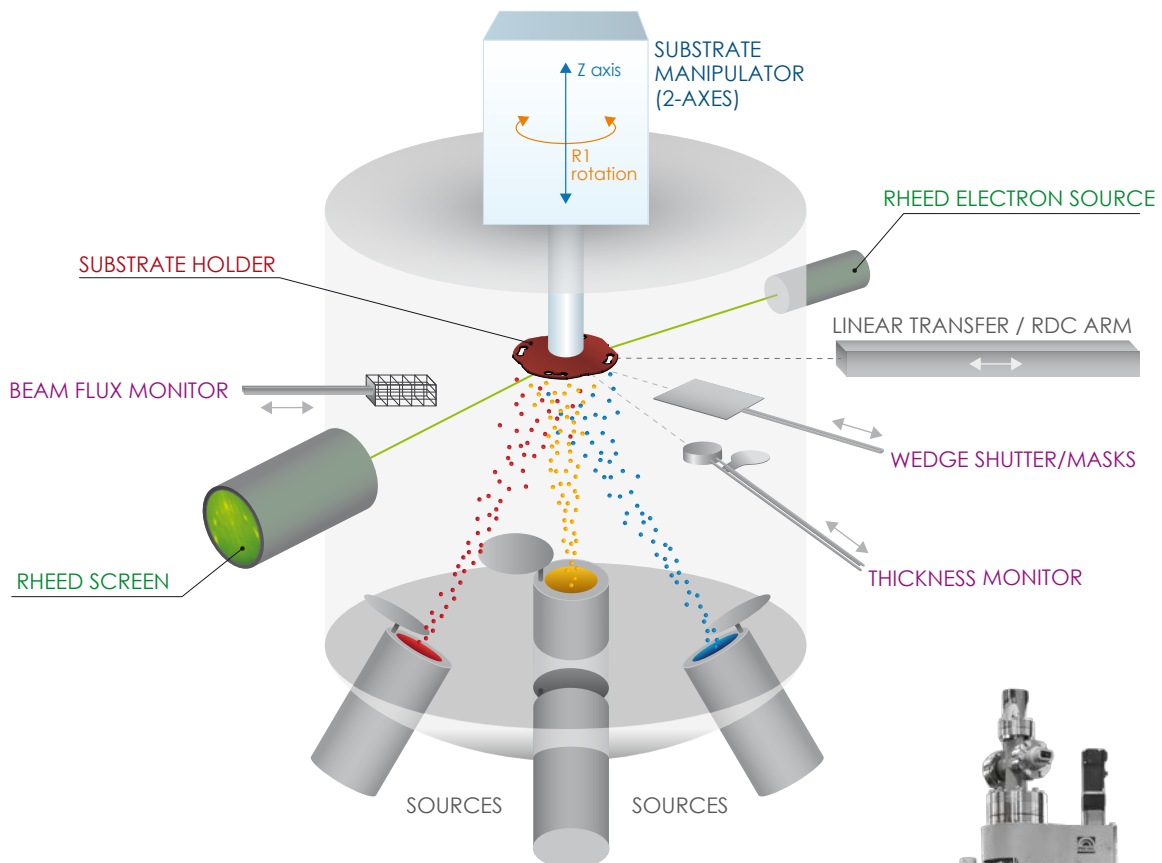 SUBSTRATE
MANIPULATOR
(2-AXES)
Z axis
R1
rotation
RHEED ELECTRON SOURCE
SUBSTRATE HOLDER
LINEAR TRANSFER / RDC ARM
BEAM FLUX MONITOR
WEDGE SHUTTER/MASKS
THICKNESS MONITOR
RHEED SCREEN
SOURCES
SOURCES